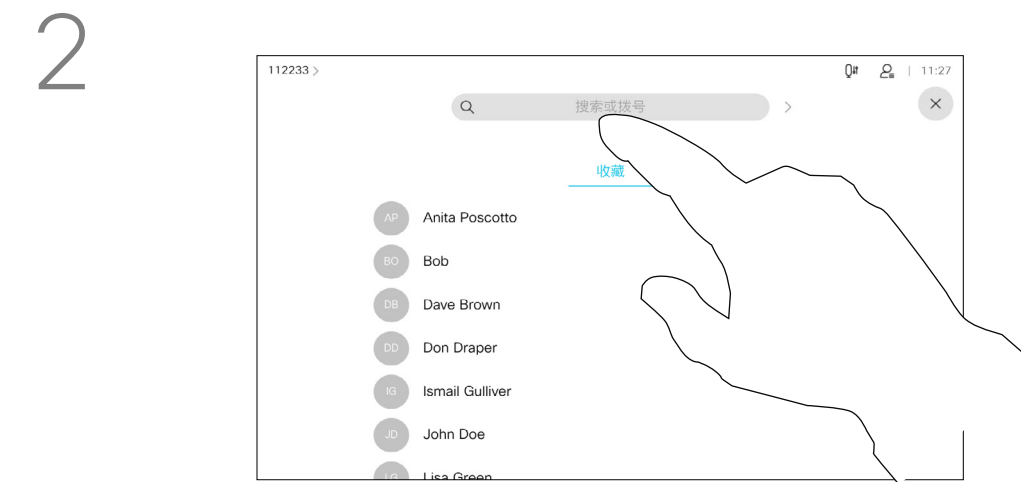 2
112233 >
11:27
搜索或拨号
收藏
AP Anita Poscotto
BO Bob
DB Dave Brown
DD Don Draper
IG Ismail Gulliver
JD John Doe
LG Lisa Green